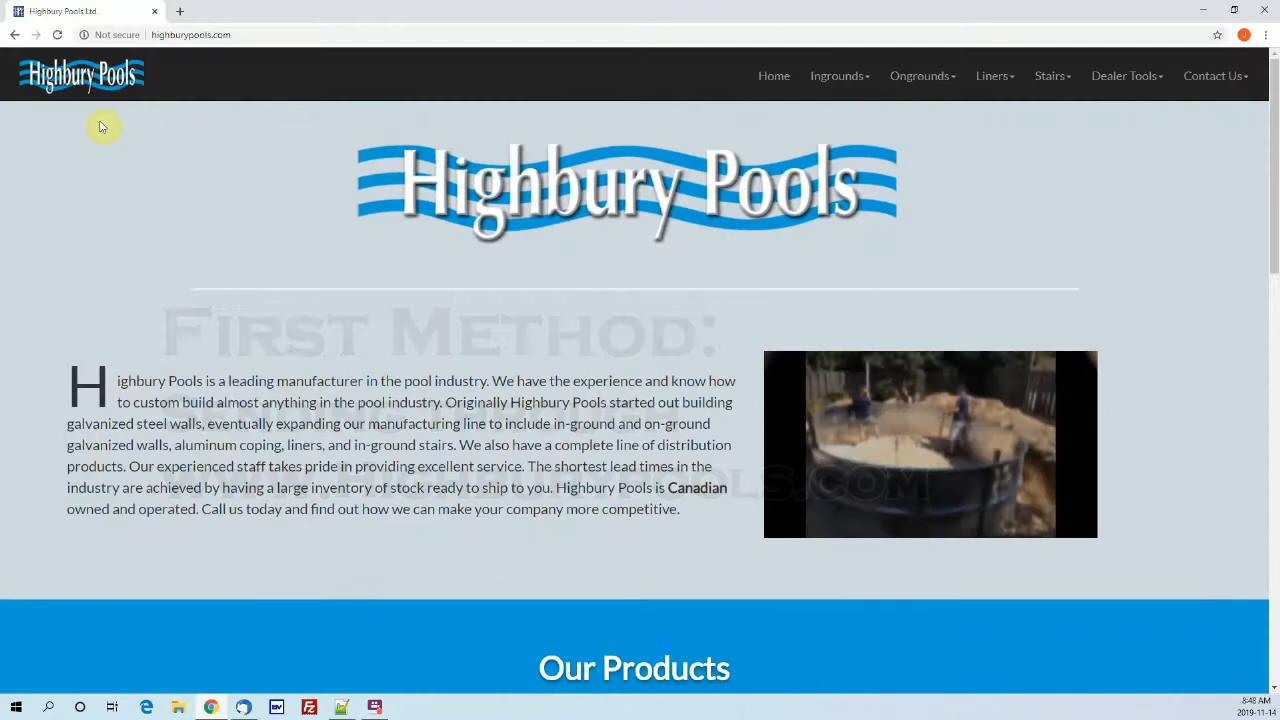 Highbury Pools Ltd.
Not secure
highburypools.com
Highbury Pools
Home
Ingrounds
Ongrounds
Liners
Stairs
Dealer Tools
Contact Us
Highbury Pools
First Method:
Highbury Pools is a leading manufacturer in the pool industry. We have the experience and know how
to custom build almost anything in the pool industry. Originally Highbury Pools started out building
galvanized steel walls, eventually expanding our manufacturing line to include in-ground and on-ground
galvanized walls, aluminum coping, liners, and in-ground stairs. We also have a complete line of distribution
products. Our experienced staff takes pride in providing excellent service. The shortest lead times in the
industry are achieved by having a large inventory of stock ready to ship to you. Highbury Pools is Canadian
owned and operated. Call us today and find out how we can make your company more competitive.
Our Products
8:48 AM
2019-11-14